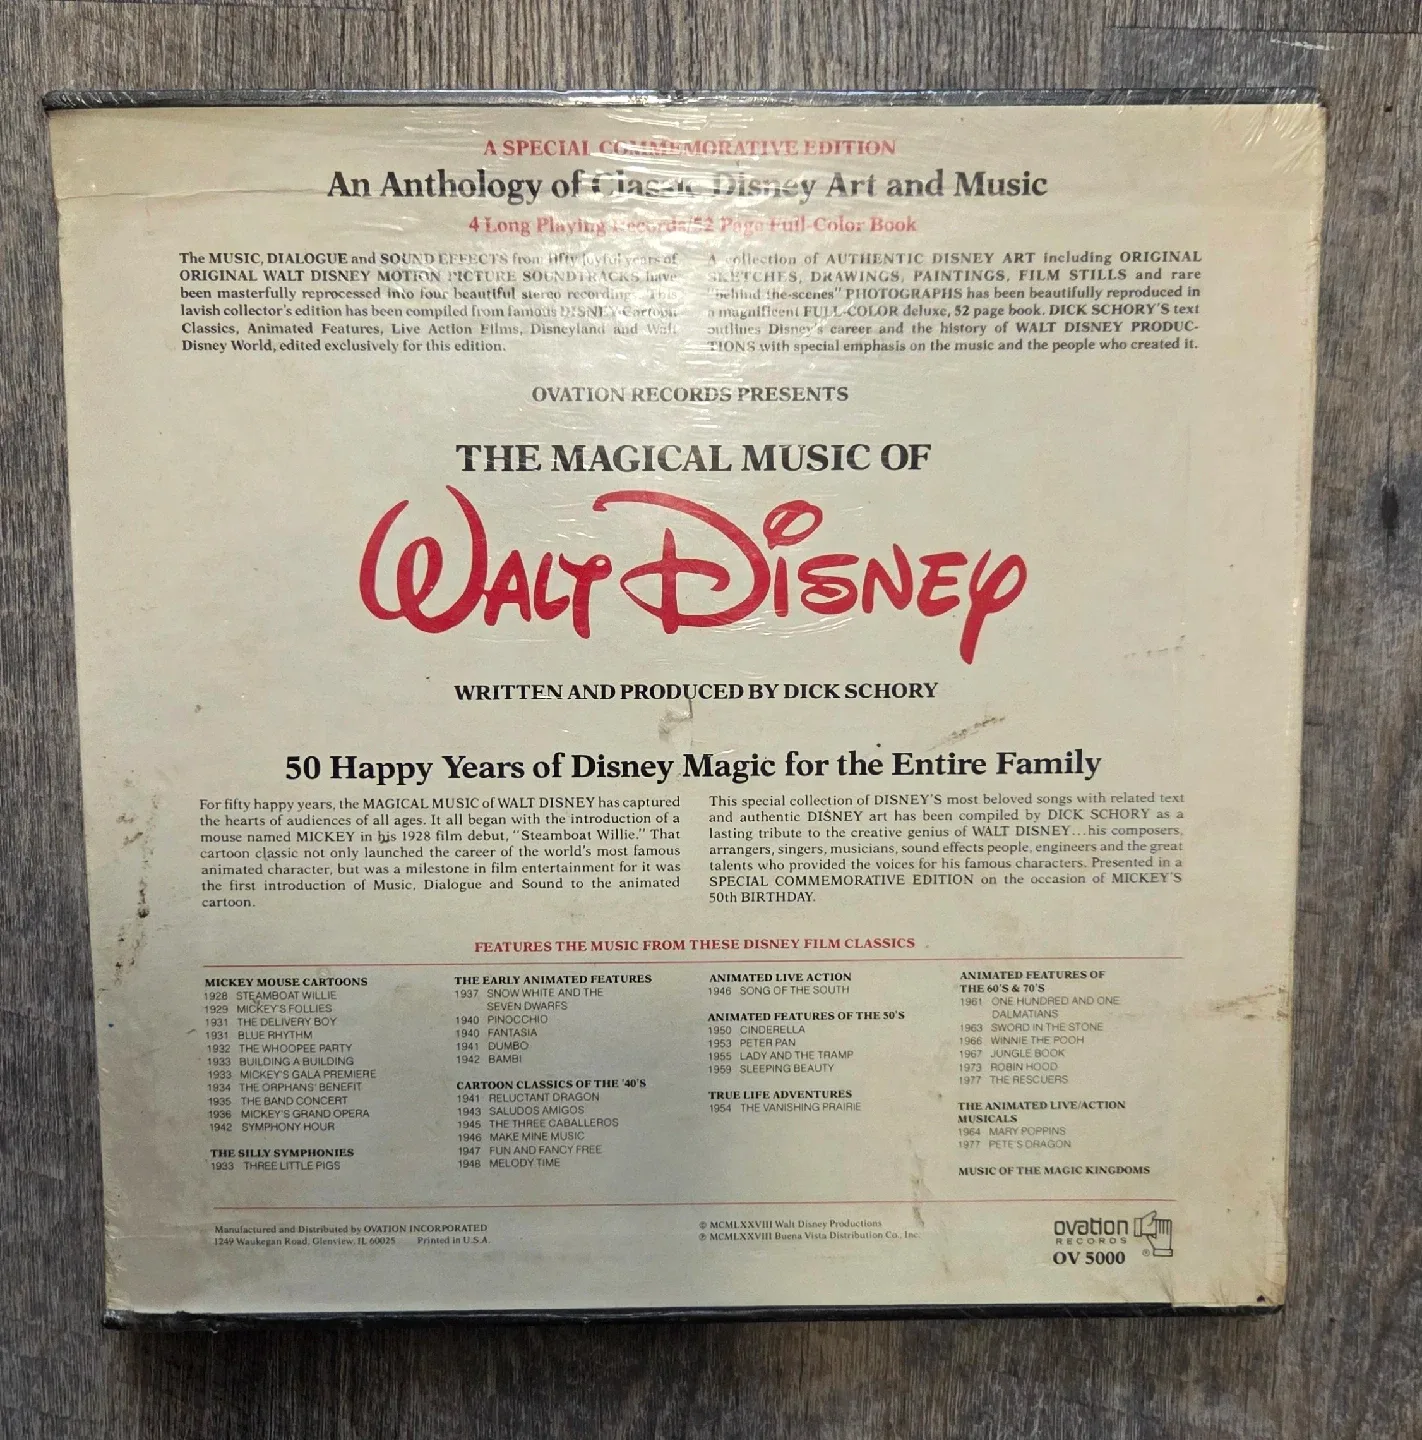 A SPECIAL COMMEMORATIVE EDITION
An Anthology of Classic Disney Art and Music
4 Long Playing Records/52 Page Full-Color Book
The MUSIC, DIALOGUE and SOUND EFFECTS from fifty joyful years of
ORIGINAL WALT DISNEY MOTION PICTURE SOUNDTRACKS have
been masterfully reprocessed into four beautiful stereo recordings. This
lavish collector's edition has been compiled from famous DISNEY Cartoon
Classics, Animated Features, Live Action Films, Disneyland and Walt
Disney World, edited exclusively for this edition.
A collection of AUTHENTIC DISNEY ART including ORIGINAL
SKETCHES, DRAWINGS, PAINTINGS, FILM STILLS and rare
"behind-the-scenes" PHOTOGRAPHS has been beautifully reproduced in
a magnificent FULL-COLOR deluxe, 52 page book. DICK SCHORY'S text
outlines Disney's career and the history of WALT DISNEY PRODUC-
TIONS with special emphasis on the music and the people who created it.
OVATION RECORDS PRESENTS
THE MAGICAL MUSIC OF
WALT DISNEY
WRITTEN AND PRODUCED BY DICK SCHORY
50 Happy Years of Disney Magic for the Entire Family
For fifty happy years, the MAGICAL MUSIC of WALT DISNEY has captured
the hearts of audiences of all ages. It all began with the introduction of a
mouse named MICKEY in his 1928 film debut, "Steamboat Willie." That
cartoon classic not only launched the career of the world's most famous
animated character, but was a milestone in film entertainment for it was
the first introduction of Music, Dialogue and Sound to the animated
cartoon.
This special collection of DISNEY'S most beloved songs with related text
and authentic DISNEY art has been compiled by DICK SCHORY as a
lasting tribute to the creative genius of WALT DISNEY...his composers,
arrangers, singers, musicians, sound effects people, engineers and the great
talents who provided the voices for his famous characters. Presented in a
SPECIAL COMMEMORATIVE EDITION on the occasion of MICKEY'S
50th BIRTHDAY.
FEATURES THE MUSIC FROM THESE DISNEY FILM CLASSICS
MICKEY MOUSE CARTOONS
1928 STEAMBOAT WILLIE
1929 MICKEY'S FOLLIES
1931 THE DELIVERY BOY
1931 BLUE RHYTHM
1932 THE WHOOPEE PARTY
1933 BUILDING A BUILDING
1933 MICKEY'S GALA PREMIERE
1934 THE ORPHANS' BENEFIT
1935 THE BAND CONCERT
1936 MICKEY'S GRAND OPERA
1942 SYMPHONY HOUR
THE SILLY SYMPHONIES
1933 THREE LITTLE PIGS
THE EARLY ANIMATED FEATURES
1937 SNOW WHITE AND THE
SEVEN DWARFS
1940 PINOCCHIO
1940 FANTASIA
1941 DUMBO
1942 BAMBI
CARTOON CLASSICS OF THE '40'S
1941 RELUCTANT DRAGON
1943 SALUDOS AMIGOS
1945 THE THREE CABALLEROS
1946 MAKE MINE MUSIC
1947 FUN AND FANCY FREE
1948 MELODY TIME
ANIMATED LIVE ACTION
1946 SONG OF THE SOUTH
ANIMATED FEATURES OF THE 50'S
1950 CINDERELLA
1953 PETER PAN
1955 LADY AND THE TRAMP
1959 SLEEPING BEAUTY
TRUE LIFE ADVENTURES
1954 THE VANISHING PRAIRIE
ANIMATED FEATURES OF
THE 60'S & 70'S
1961 ONE HUNDRED AND ONE
DALMATIANS
1963 SWORD IN THE STONE
1966 WINNIE THE POOH
1967 JUNGLE BOOK
1973 ROBIN HOOD
1977 THE RESCUERS
THE ANIMATED LIVE/ACTION
MUSICALS
1964 MARY POPPINS
1977 PETE'S DRAGON
MUSIC OF THE MAGIC KINGDOMS
Manufactured and Distributed by OVATION INCORPORATED
1249 Waukegan Road, Glenview, IL 60025 Printed in U.S.A.
© MCMLXXVIII Walt Disney Productions
℗ MCMLXXVIII Buena Vista Distribution Co., Inc.
ovation
RECORDS ®
OV 5000